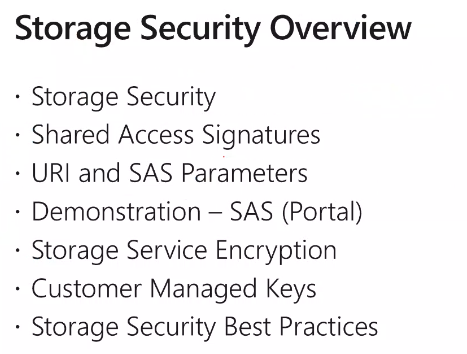 Storage Security Overview
· Storage Security
· Shared Access Signatures
· URI and SAS Parameters
· Demonstration – SAS (Portal)
· Storage Service Encryption
· Customer Managed Keys
· Storage Security Best Practices